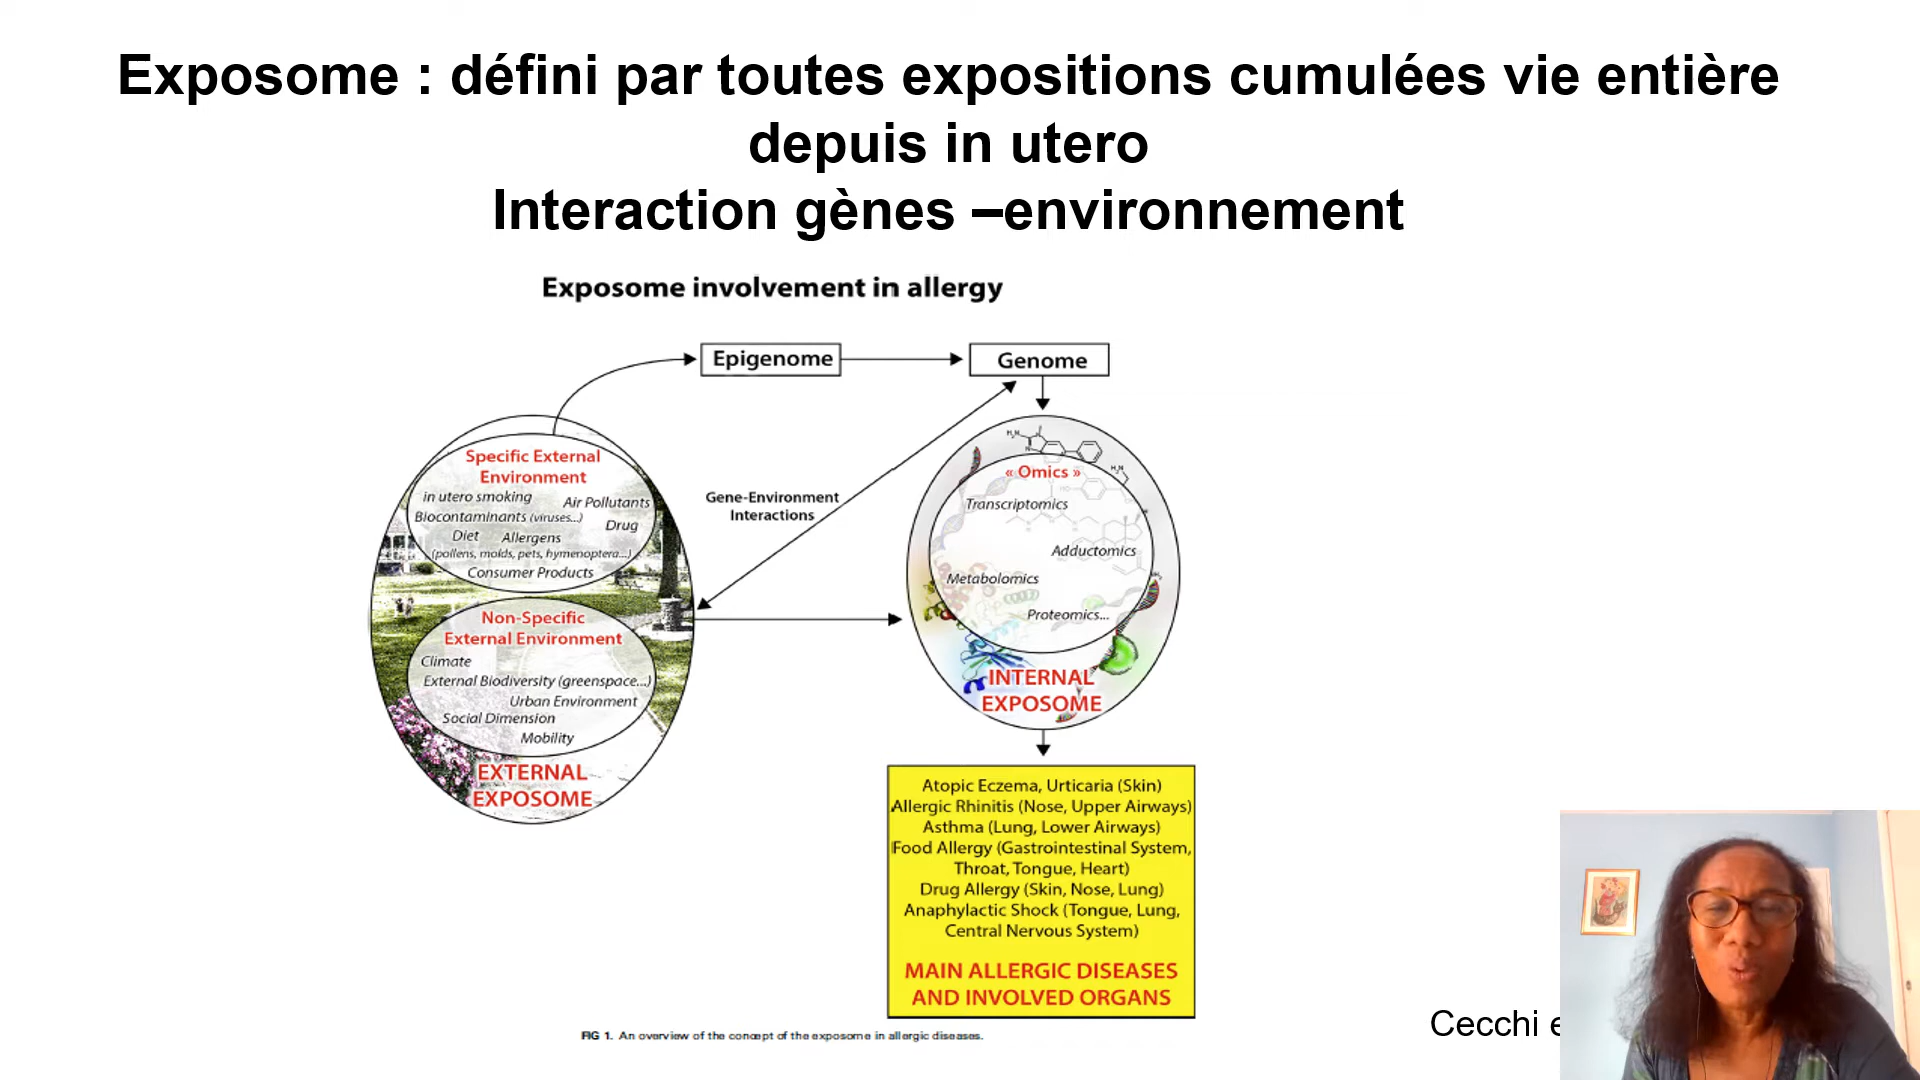 Exposome : défini par toutes expositions cumulées vie entière
depuis in utero
Interaction gènes –environnement
Exposome involvement in allergy
Epigenome
Genome
Specific External
Environment
in utero smoking
Air Pollutants
Biocontaminants (viruses...)
Drug
Diet
Allergens
(pollens, molds, pets, hymenoptera...)
Consumer Products
Non-Specific
External Environment
Climate
External Biodiversity (greenspace...)
Urban Environment
Social Dimension
Mobility
EXTERNAL
EXPOSOME
Gene-Environment
Interactions
« Omics »
Transcriptomics
Adductomics
Metabolomics
Proteomics...
INTERNAL
EXPOSOME
Atopic Eczema, Urticaria (Skin)
Allergic Rhinitis (Nose, Upper Airways)
Asthma (Lung, Lower Airways)
Food Allergy (Gastrointestinal System,
Throat, Tongue, Heart)
Drug Allergy (Skin, Nose, Lung)
Anaphylactic Shock (Tongue, Lung,
Central Nervous System)
MAIN ALLERGIC DISEASES
AND INVOLVED ORGANS
FIG 1. An overview of the concept of the exposome in allergic diseases.
Cecchi